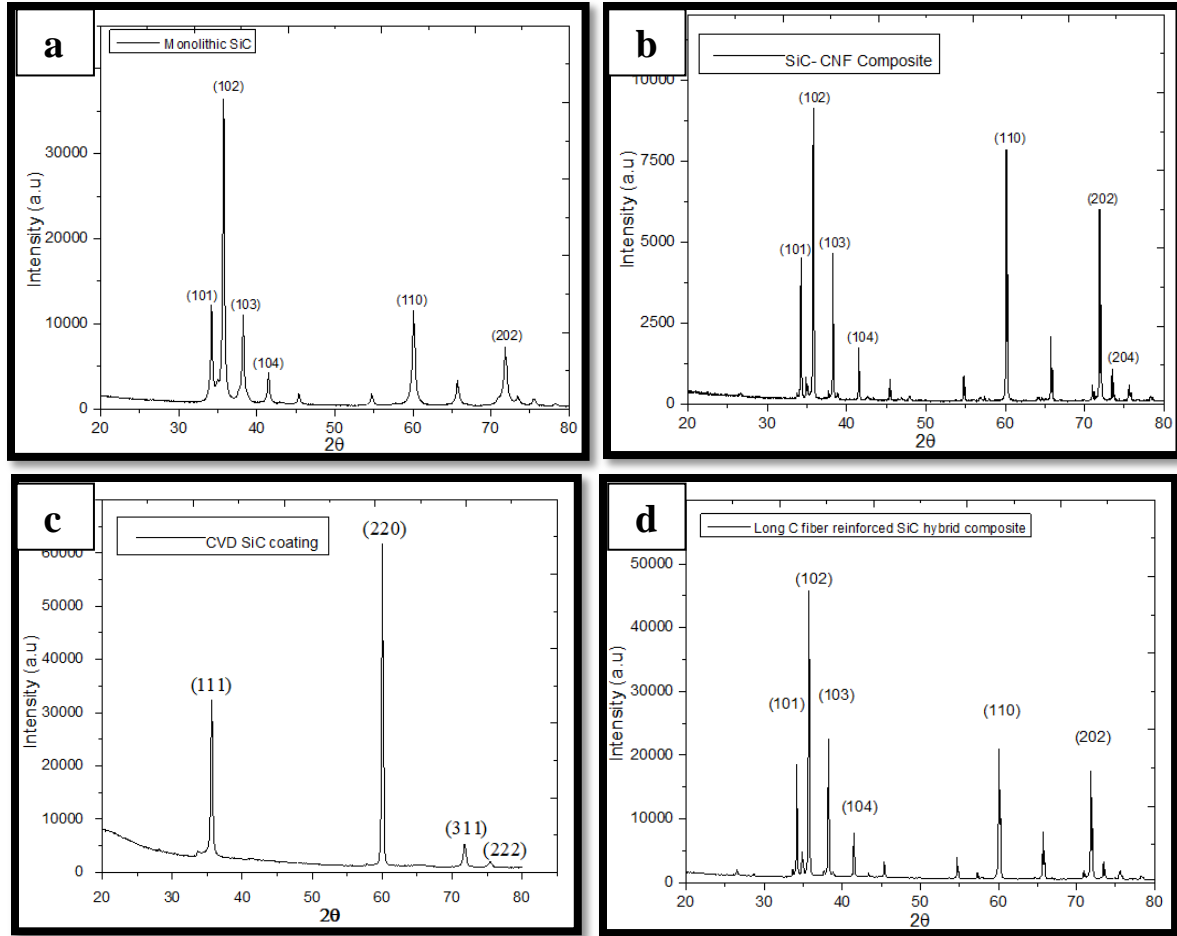 a
Monolithic SiC
(102)
(101)
(103)
(104)
(110)
(202)
Intensity (a.u)
30000
20000
10000
0
20 30 40 50 60 70 80
2θ
b
SiC- CNF Composite
(102)
(110)
(202)
(101)
(103)
(104)
(204)
Intensity (a.u)
10000
7500
5000
2500
0
20 30 40 50 60 70 80
2θ
c
CVD SiC coating
(220)
(111)
(311)
(222)
Intensity (a.u)
60000
50000
40000
30000
20000
10000
0
20 30 40 50 60 70 80
2θ
d
Long C fiber reinforced SiC hybrid composite
(102)
(101)
(103)
(110)
(202)
(104)
Intensity (a.u)
50000
40000
30000
20000
10000
0
20 30 40 50 60 70 80
2θ